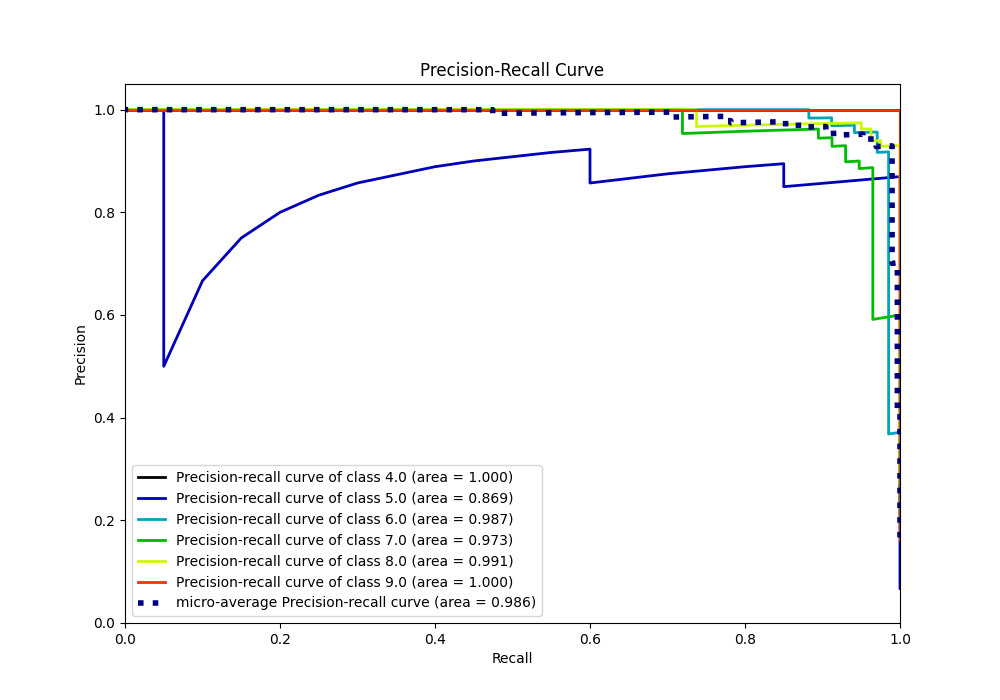 Precision-Recall Curve
1.0
0.8
0.6
0.4
0.2
0.0
Precision
Precision-recall curve of class 4.0 (area = 1.000)
Precision-recall curve of class 5.0 (area = 0.869)
Precision-recall curve of class 6.0 (area = 0.987)
Precision-recall curve of class 7.0 (area = 0.973)
Precision-recall curve of class 8.0 (area = 0.991)
Precision-recall curve of class 9.0 (area = 1.000)
micro-average Precision-recall curve (area = 0.986)
0.0 0.2 0.4 0.6 0.8 1.0
Recall